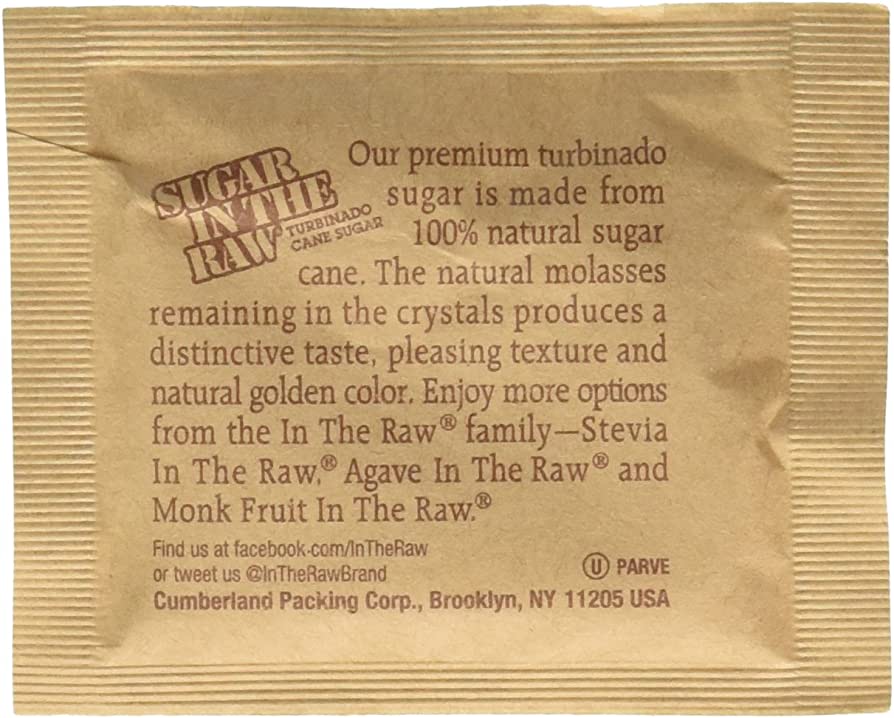 SUGAR
IN THE
RAW
TURBINADO
CANE SUGAR
Our premium turbinado
sugar is made from
100% natural sugar
cane. The natural molasses
remaining in the crystals produces a
distinctive taste, pleasing texture and
natural golden color. Enjoy more options
from the In The Raw® family—Stevia
In The Raw,® Agave In The Raw® and
Monk Fruit In The Raw.®
Find us at facebook.com/InTheRaw
or tweet us @InTheRawBrand
U PARVE
Cumberland Packing Corp., Brooklyn, NY 11205 USA